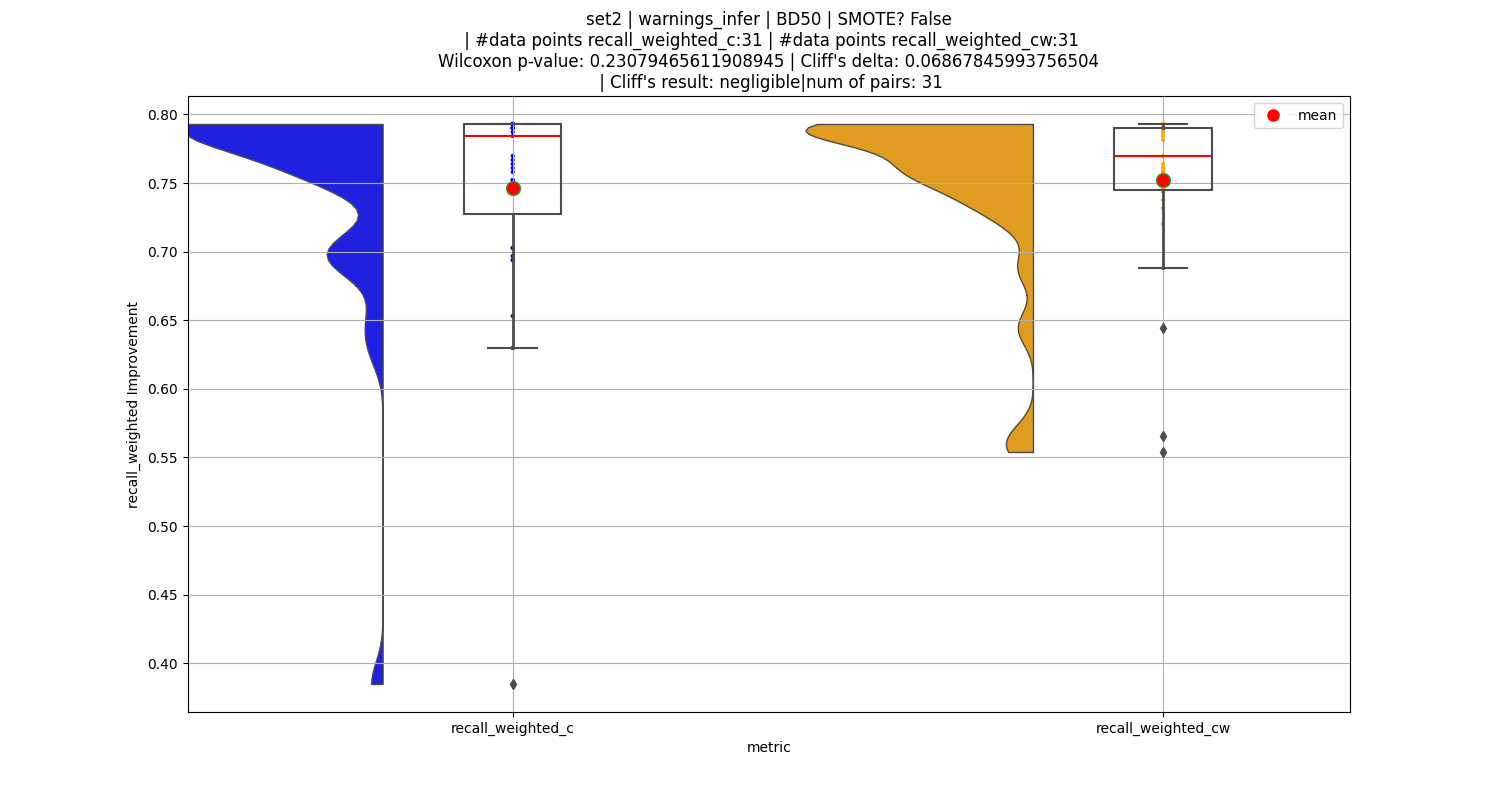 set2 | warnings_infer | BD50 | SMOTE? False
| #data points recall_weighted_c:31 | #data points recall_weighted_cw:31
Wilcoxon p-value: 0.23079465611908945 | Cliff's delta: 0.06867845993756504
| Cliff's result: negligible|num of pairs: 31
mean
0.80
0.75
0.70
0.65
0.60
0.55
0.50
0.45
0.40
recall_weighted Improvement
recall_weighted_c
recall_weighted_cw
metric